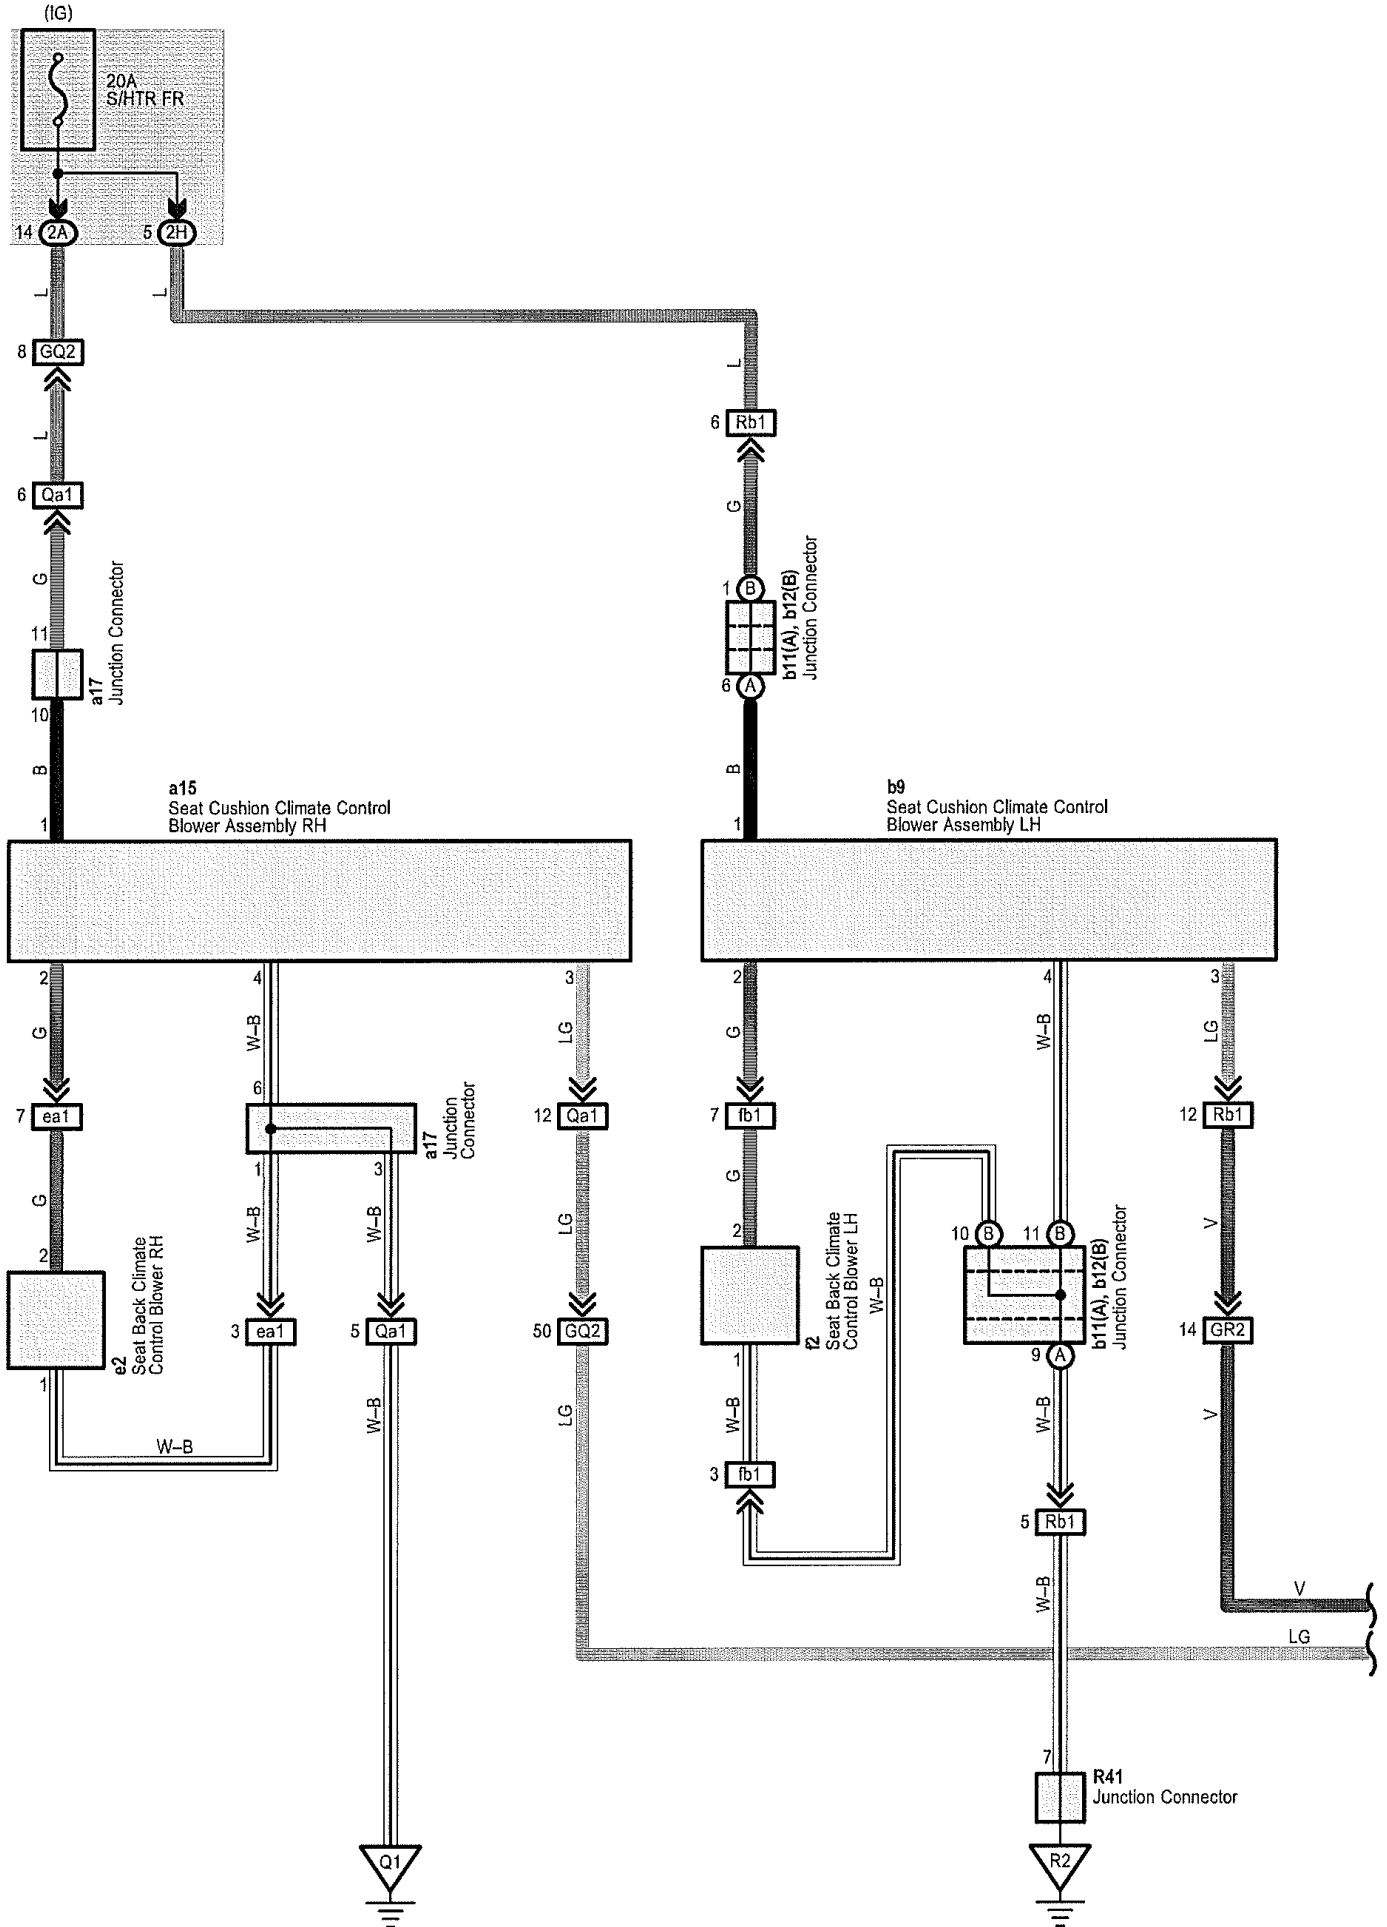 (IG)
20A
S/HTR FR
14 2A
5 2H
L
L
8 GQ2
L
L
6 Rb1
6 Qa1
G
G
11
a17
Junction Connector
10
1 B
b11(A), b12(B)
Junction Connector
6 A
B
B
a15
Seat Cushion Climate Control
Blower Assembly RH
1
b9
Seat Cushion Climate Control
Blower Assembly LH
1
2
4
3
2
4
3
G
W–B
LG
G
W–B
LG
7 ea1
6
a17
Junction
Connector
12 Qa1
7 fb1
12 Rb1
1
3
G
W–B
W–B
LG
G
V
2
e2
Seat Back Climate
Control Blower RH
2
f2
Seat Back Climate
Control Blower LH
W–B
10 B
11 B
b11(A), b12(B)
Junction Connector
3 ea1
5 Qa1
50 GQ2
14 GR2
1
1
9 A
W–B
LG
W–B
W–B
V
W–B
3 fb1
5 Rb1
W–B
V
LG
7
R41
Junction Connector
Q1
R2